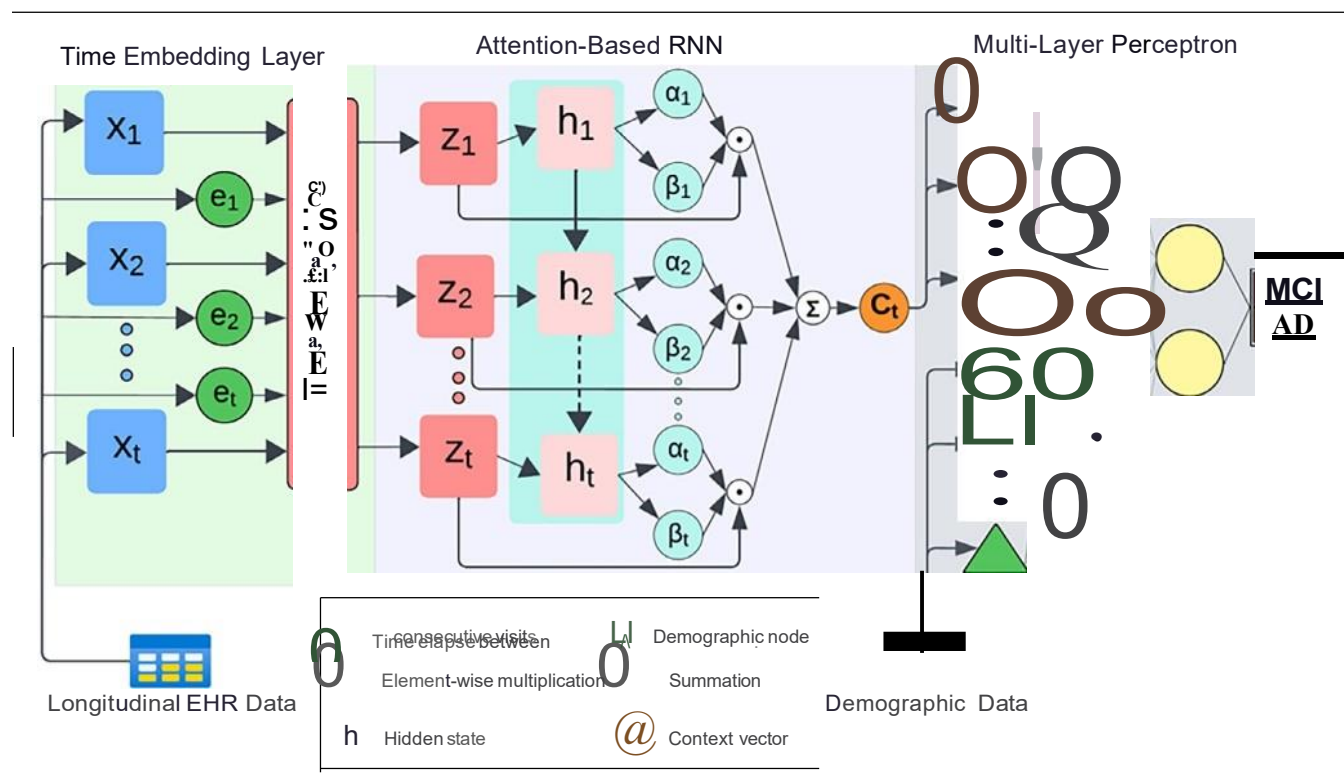 Time Embedding Layer
Attention-Based RNN
Multi-Layer Perceptron
x1
e1
x2
e2
et
xt
z1
h1
α1
β1
z2
h2
α2
β2
zt
ht
αt
βt
Σ
Ct
MCI
AD
Longitudinal EHR Data
Time elapse between
consecutive visits
Demographic node
Element-wise multiplication
Summation
h Hidden state
@ Context vector
Demographic Data